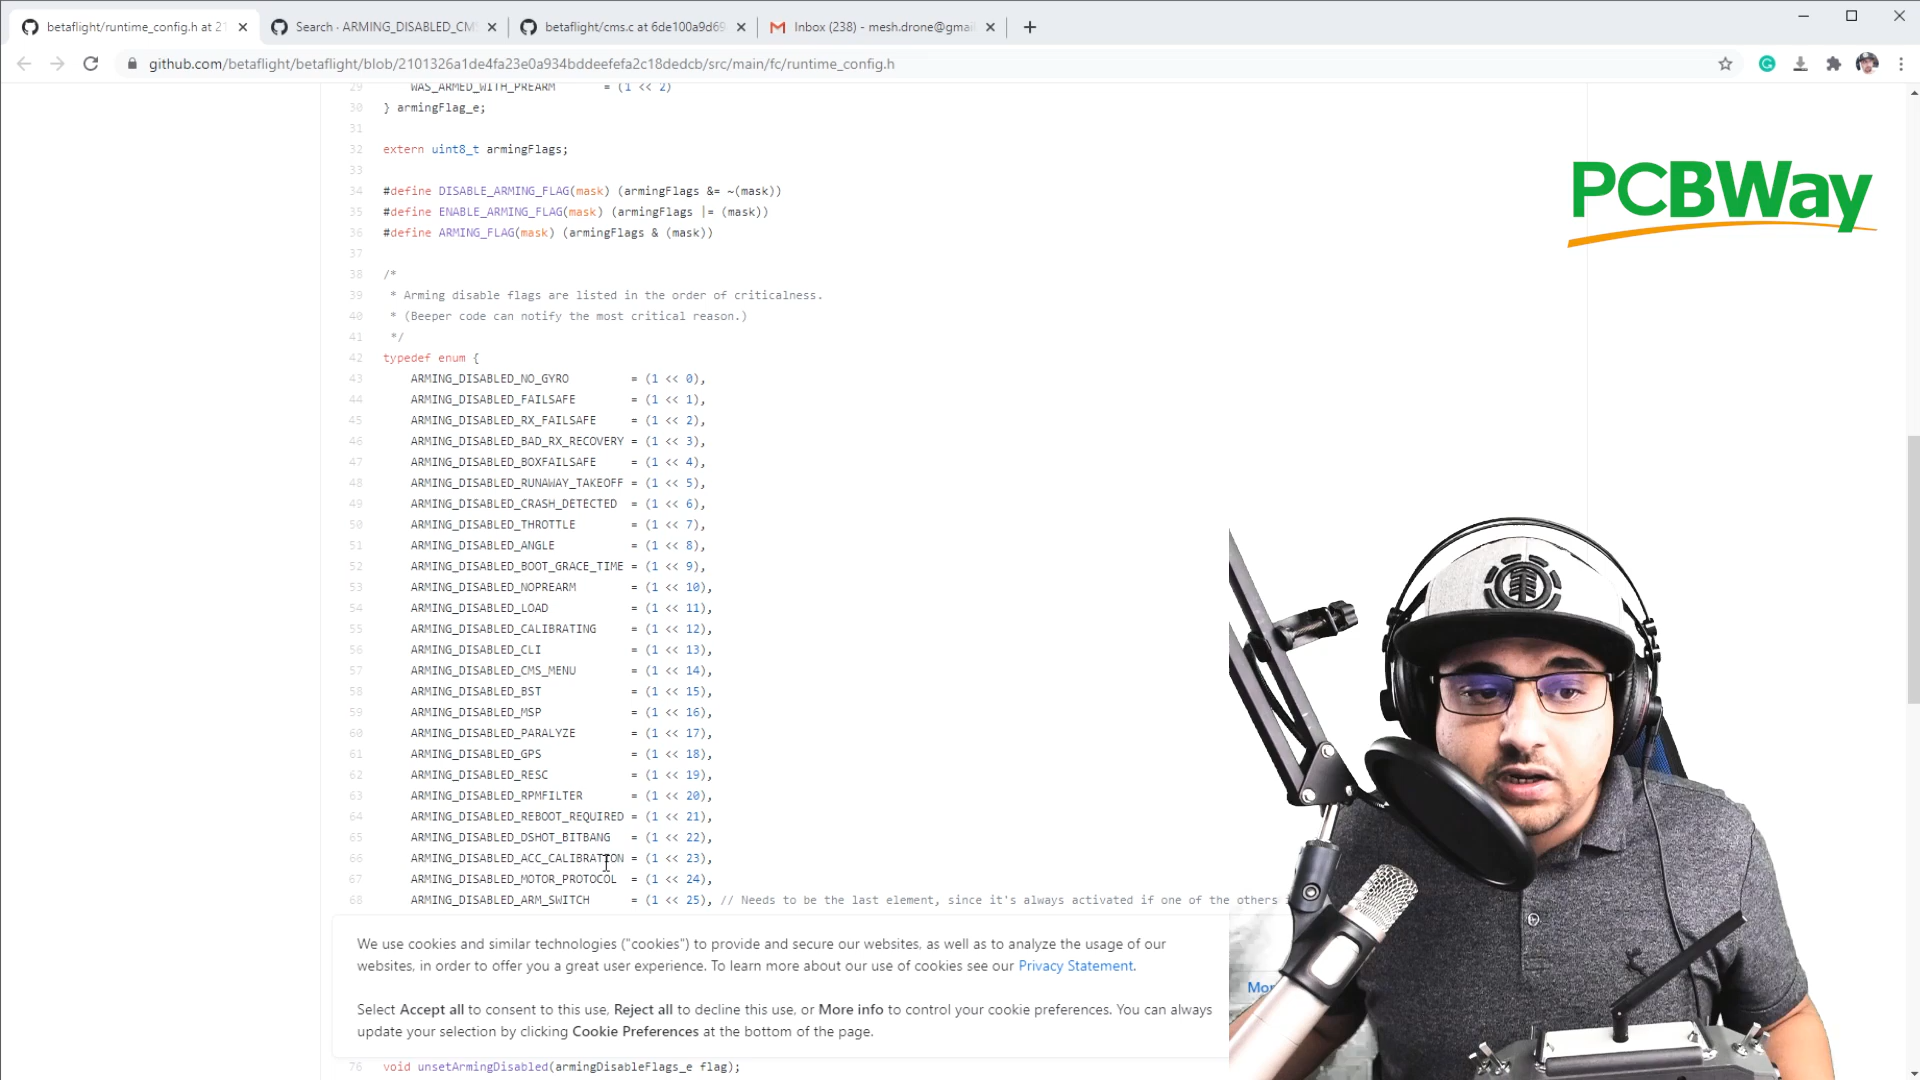 betaflight/runtime_config.h at 21
Search · ARMING_DISABLED_CM
betaflight/cms.c at 6de100a9d69
Inbox (238) - mesh.drone@gmai
github.com/betaflight/betaflight/blob/2101326a1de4fa23e0a934bddeefefa2c18dedcb/src/main/fc/runtime_config.h
29 WAS_ARMED_WITH_PREARM = (1 << 2)
30 } armingFlag_e;
31
32 extern uint8_t armingFlags;
33
34 #define DISABLE_ARMING_FLAG(mask) (armingFlags &= ~(mask))
35 #define ENABLE_ARMING_FLAG(mask) (armingFlags |= (mask))
36 #define ARMING_FLAG(mask) (armingFlags & (mask))
37
38 /*
39 * Arming disable flags are listed in the order of criticalness.
40 * (Beeper code can notify the most critical reason.)
41 */
42 typedef enum {
43 ARMING_DISABLED_NO_GYRO = (1 << 0),
44 ARMING_DISABLED_FAILSAFE = (1 << 1),
45 ARMING_DISABLED_RX_FAILSAFE = (1 << 2),
46 ARMING_DISABLED_BAD_RX_RECOVERY = (1 << 3),
47 ARMING_DISABLED_BOXFAILSAFE = (1 << 4),
48 ARMING_DISABLED_RUNAWAY_TAKEOFF = (1 << 5),
49 ARMING_DISABLED_CRASH_DETECTED = (1 << 6),
50 ARMING_DISABLED_THROTTLE = (1 << 7),
51 ARMING_DISABLED_ANGLE = (1 << 8),
52 ARMING_DISABLED_BOOT_GRACE_TIME = (1 << 9),
53 ARMING_DISABLED_NOPREARM = (1 << 10),
54 ARMING_DISABLED_LOAD = (1 << 11),
55 ARMING_DISABLED_CALIBRATING = (1 << 12),
56 ARMING_DISABLED_CLI = (1 << 13),
57 ARMING_DISABLED_CMS_MENU = (1 << 14),
58 ARMING_DISABLED_BST = (1 << 15),
59 ARMING_DISABLED_MSP = (1 << 16),
60 ARMING_DISABLED_PARALYZE = (1 << 17),
61 ARMING_DISABLED_GPS = (1 << 18),
62 ARMING_DISABLED_RESC = (1 << 19),
63 ARMING_DISABLED_RPMFILTER = (1 << 20),
64 ARMING_DISABLED_REBOOT_REQUIRED = (1 << 21),
65 ARMING_DISABLED_DSHOT_BITBANG = (1 << 22),
66 ARMING_DISABLED_ACC_CALIBRATION = (1 << 23),
67 ARMING_DISABLED_MOTOR_PROTOCOL = (1 << 24),
68 ARMING_DISABLED_ARM_SWITCH = (1 << 25), // Needs to be the last element, since it's always activated if one of the others i
We use cookies and similar technologies ("cookies") to provide and secure our websites, as well as to analyze the usage of our
websites, in order to offer you a great user experience. To learn more about our use of cookies see our Privacy Statement.
Select Accept all to consent to this use, Reject all to decline this use, or More info to control your cookie preferences. You can always
update your selection by clicking Cookie Preferences at the bottom of the page.
Mor
76 void unsetArmingDisabled(armingDisableFlags_e flag);
PCBWay